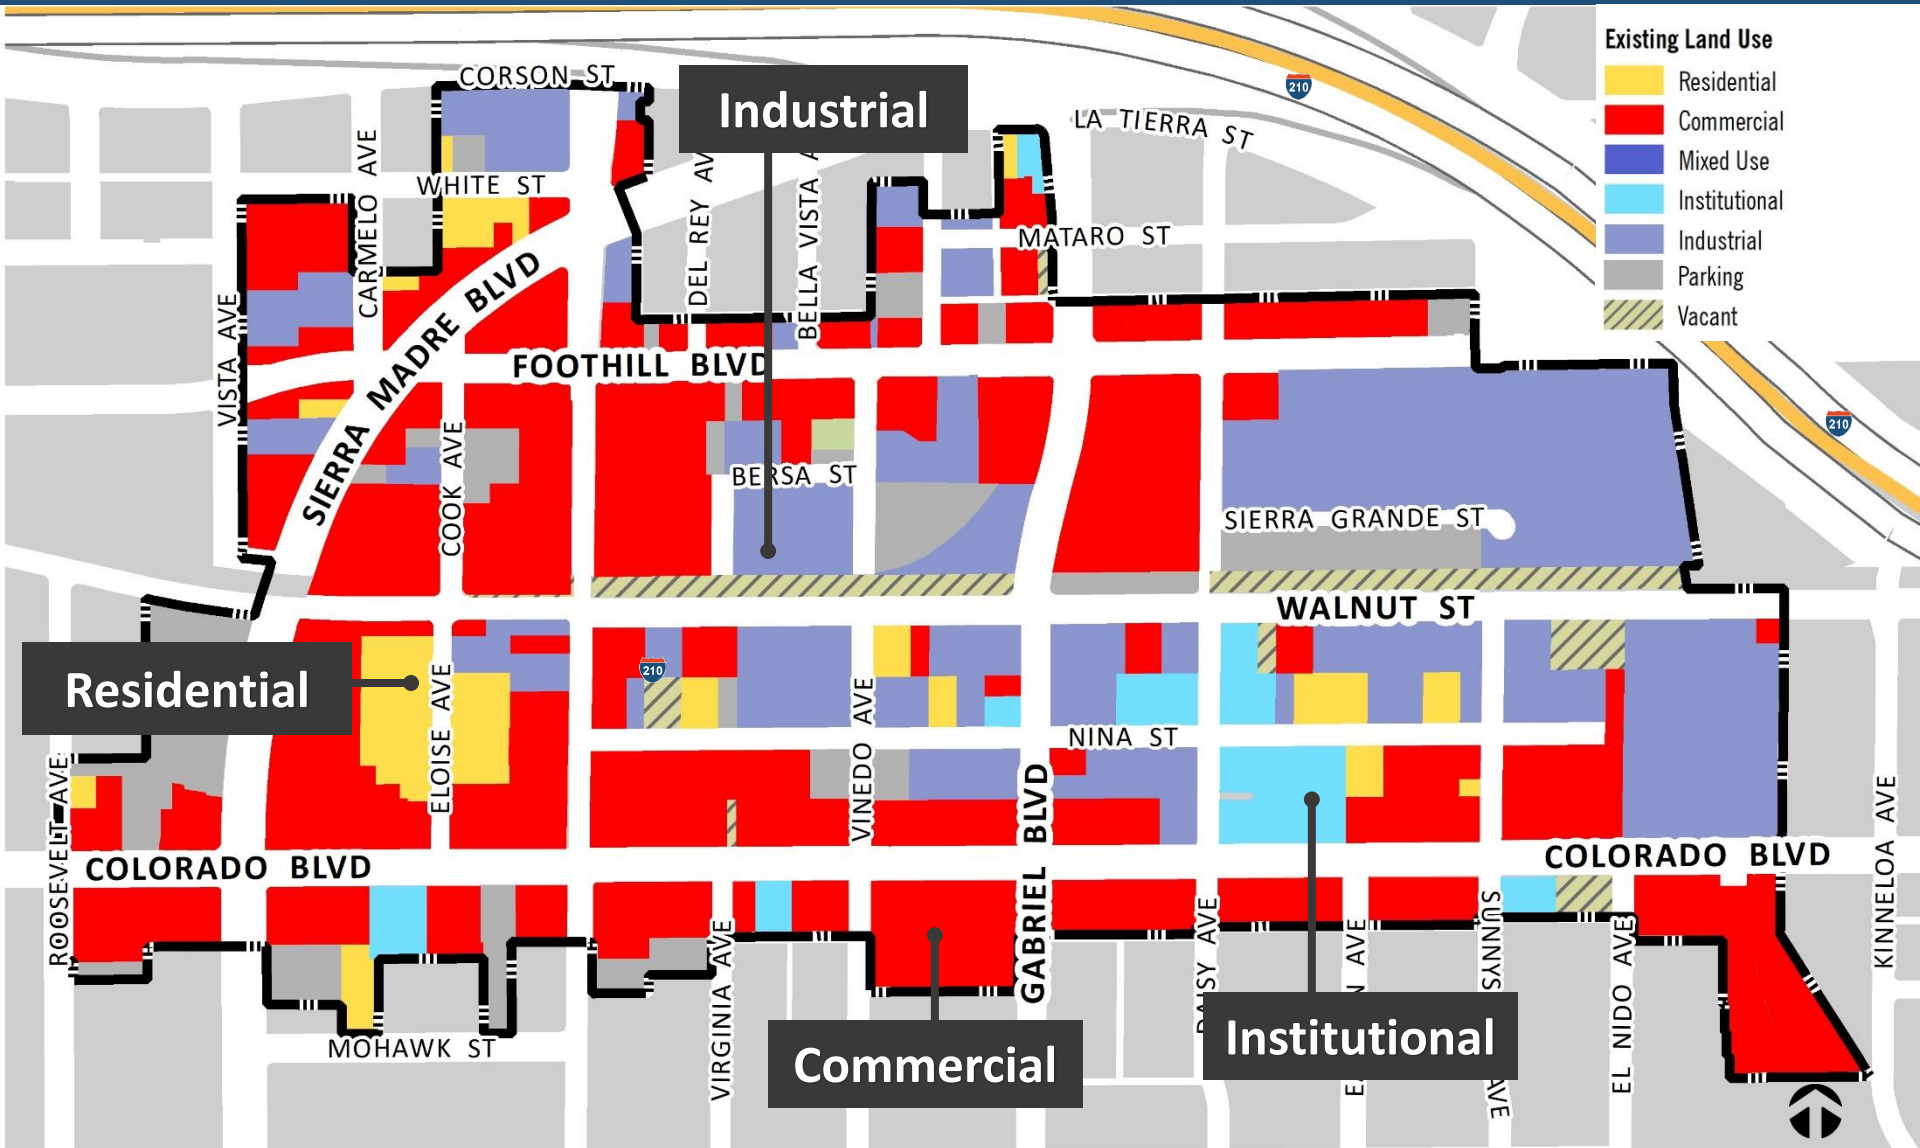 Existing Land Use
Residential
Commercial
Mixed Use
Institutional
Industrial
Parking
Vacant
CORSON ST
210
Industrial
LA TIERRA ST
CARMELO AVE
WHITE ST
DEL REY AV
BELLA VISTA A
MATARO ST
VISTA AVE
SIERRA MADRE BLVD
FOOTHILL BLVD
210
COOK AVE
BERSA ST
SIERRA GRANDE ST
WALNUT ST
Residential
210
ELOISE AVE
VINEDO AVE
NINA ST
ROOSEVELT AVE
GABRIEL BLVD
KINNELOA AVE
COLORADO BLVD
COLORADO BLVD
VIRGINIA AVE
DAISY AVE
AVE
SUNNYS
AVE
EL NIDO AVE
Institutional
Commercial
MOHAWK ST